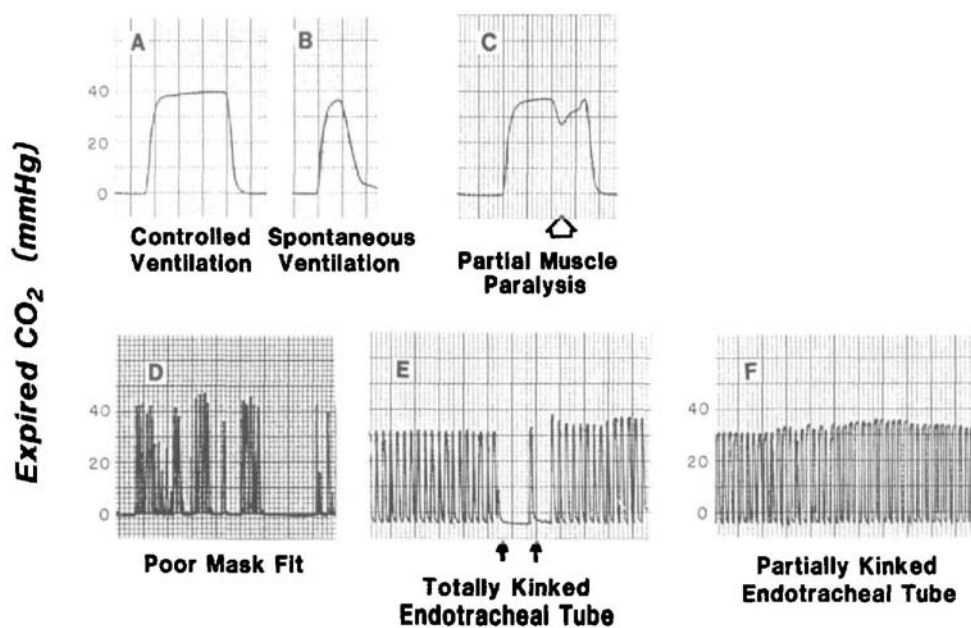 Expired CO2 (mmHg)
A
B
C
40
20
0
Controlled
Ventilation
Spontaneous
Ventilation
Partial Muscle
Paralysis
D
E
F
40
20
0
40
20
0
Poor Mask Fit
Totally Kinked
Endotracheal Tube
Partially Kinked
Endotracheal Tube